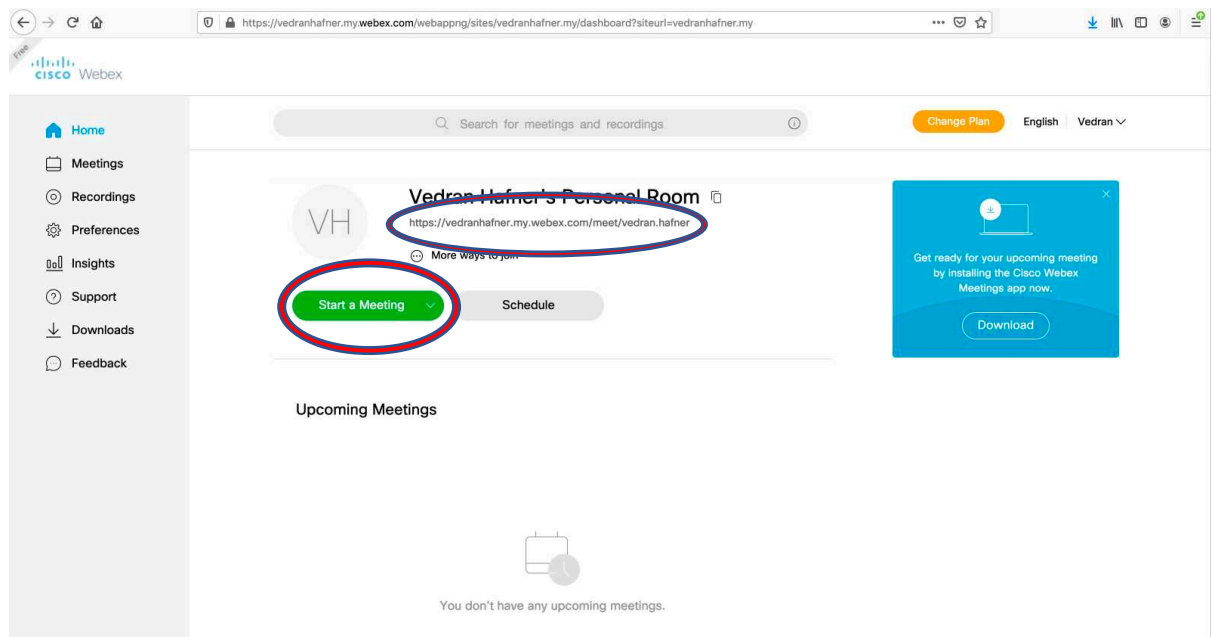 https://vedranhafner.my.webex.com/webappng/sites/vedranhafner.my/dashboard?siteurl=vedranhafner.my
Free
cisco Webex
Search for meetings and recordings
Change Plan
English
Vedran
Home
Meetings
Recordings
Preferences
Insights
Support
Downloads
Feedback
VH
Vedran Hafner's Personal Room
https://vedranhafner.my.webex.com/meet/vedran.hafner
More ways to join
Start a Meeting
Schedule
Get ready for your upcoming meeting
by installing the Cisco Webex
Meetings app now.
Download
Upcoming Meetings
You don't have any upcoming meetings.